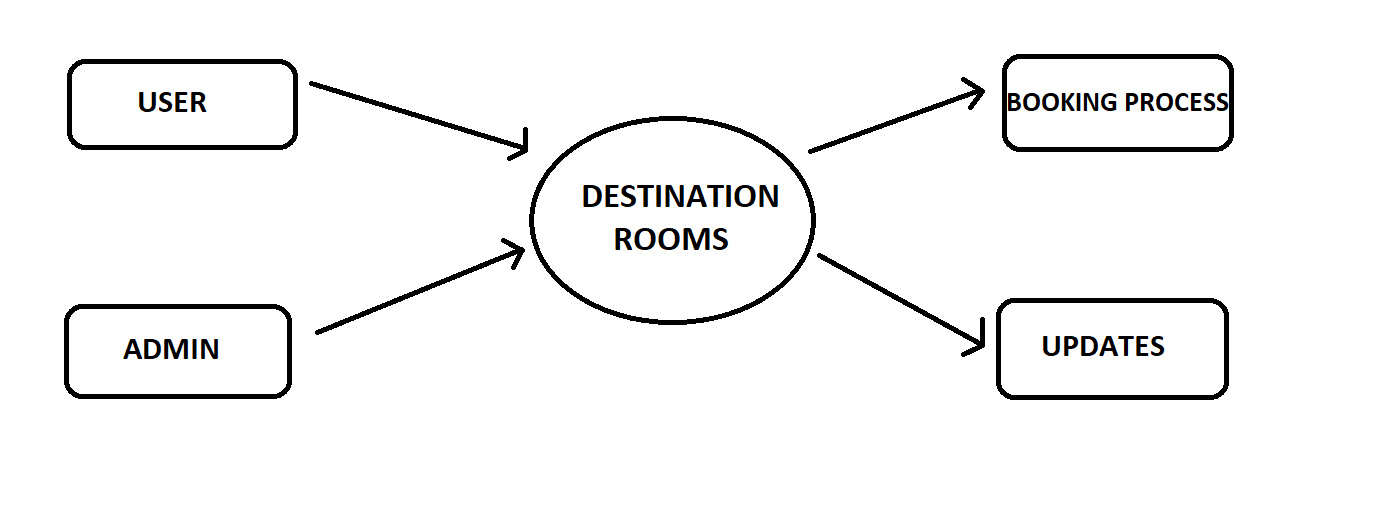 USER
ADMIN
DESTINATION
ROOMS
BOOKING PROCESS
UPDATES